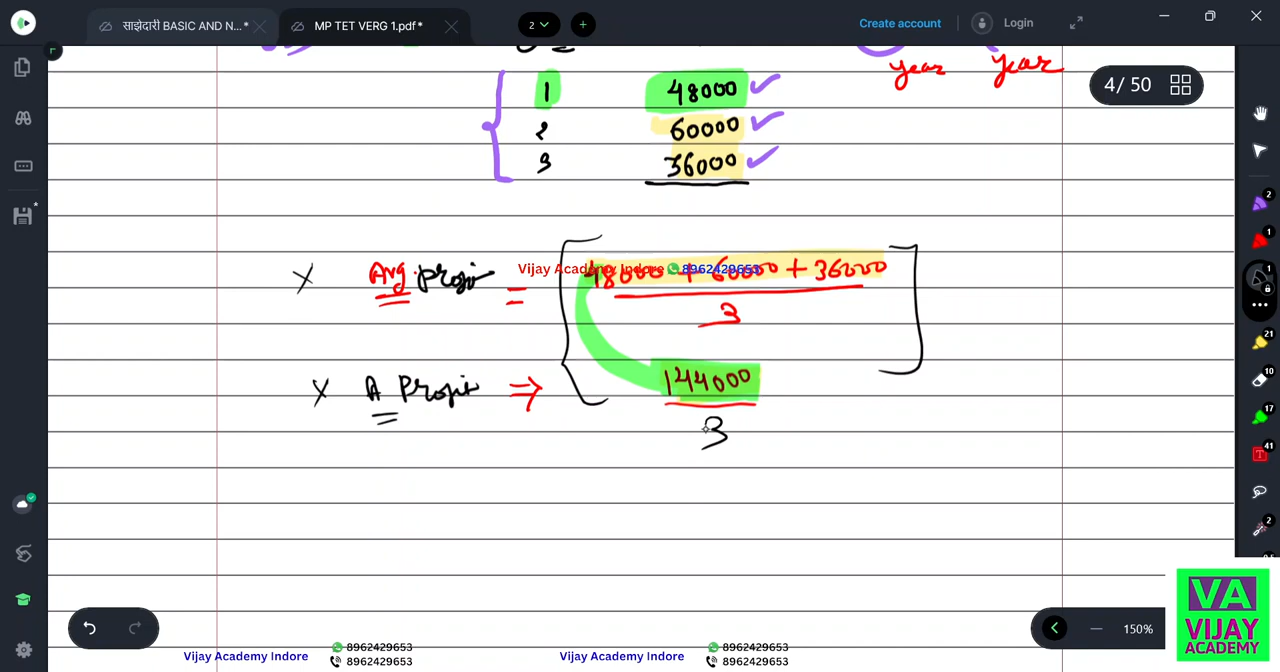 साझेदारी BASIC AND N...*
MP TET VERG 1.pdf*
2
Create account
Login
year year
4/50
1 48000
2 60000
3 36000
Avg. profit = 48000 + 60000 + 36000
3
Vijay Academy Indore 8962429653
A Profit ⇒ 144000
3
150%
VA
VIJAY
ACADEMY
Vijay Academy Indore 8962429653
8962429653
Vijay Academy Indore 8962429653
8962429653